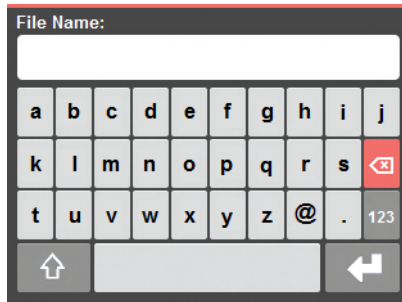 File Name:
a b c d e f g h i j
k l m n o p q r s
t u v w x y z @ . 123